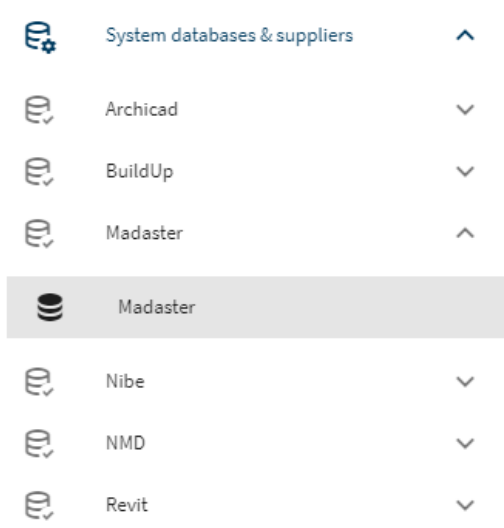 System databases & suppliers
Archicad
BuildUp
Madaster
Madaster
Nibe
NMD
Revit